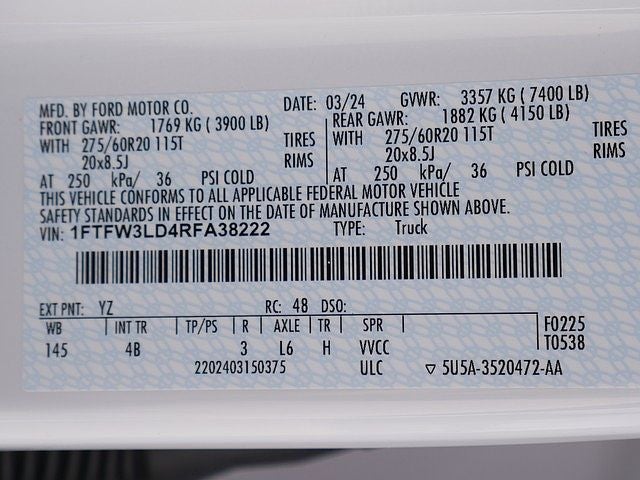 MFD. BY FORD MOTOR CO. DATE: 03/24 GVWR: 3357 KG ( 7400 LB)
FRONT GAWR: 1769 KG ( 3900 LB) REAR GAWR: 1882 KG ( 4150 LB)
WITH 275/60R20 115T TIRES WITH 275/60R20 115T TIRES
20x8.5J RIMS 20x8.5J RIMS
AT 250 kPa/ 36 PSI COLD AT 250 kPa/ 36 PSI COLD
THIS VEHICLE CONFORMS TO ALL APPLICABLE FEDERAL MOTOR VEHICLE
SAFETY STANDARDS IN EFFECT ON THE DATE OF MANUFACTURE SHOWN ABOVE.
VIN: 1FTFW3LD4RFA38222 TYPE: Truck
EXT PNT: YZ RC: 48 DSO:
WB INT TR TP/PS R AXLE TR SPR F0225
145 4B 3 L6 H VVCC T0538
2202403150375 ULC ▽ 5U5A-3520472-AA